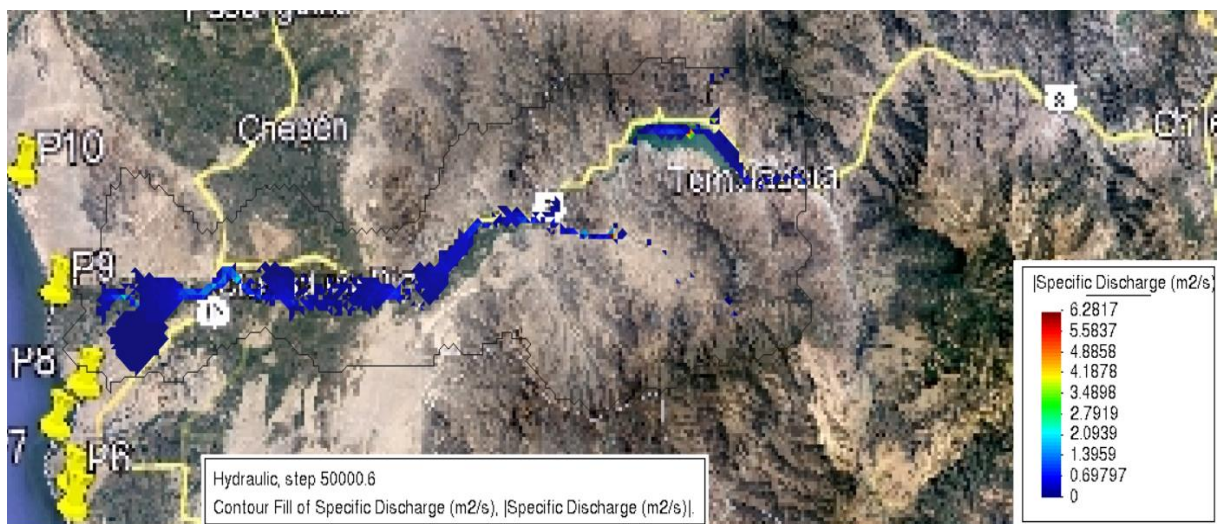 P10
Chepén
8
P9
P8
7
P6
|Specific Discharge (m2/s)
6.2817
5.5837
4.8858
4.1878
3.4898
2.7919
2.0939
1.3959
0.69797
0
Hydraulic, step 50000.6
Contour Fill of Specific Discharge (m2/s), |Specific Discharge (m2/s)|.